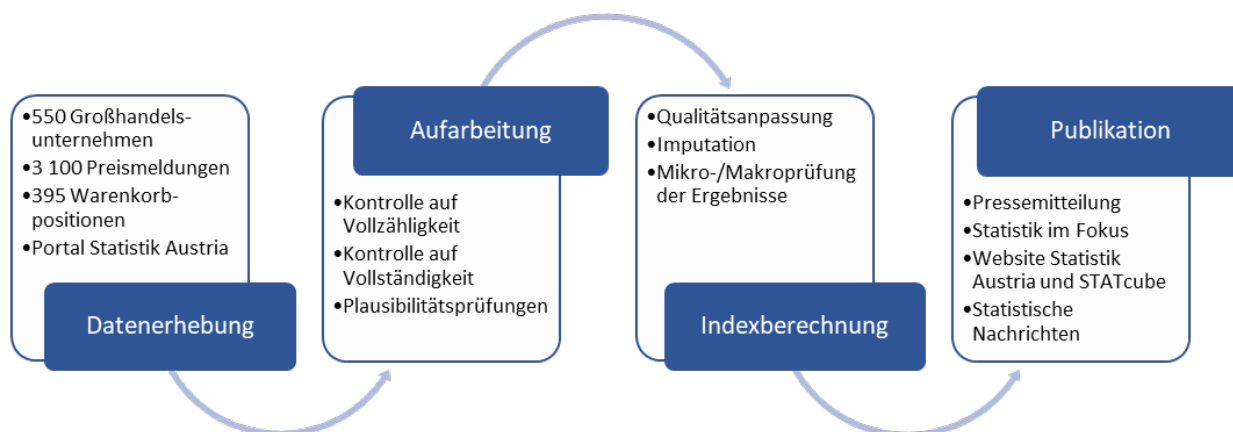 •550 Großhandels-
unternehmen
•3 100 Preismeldungen
•395 Warenkorb-
positionen
•Portal Statistik Austria
Datenerhebung
Aufarbeitung
•Kontrolle auf
Vollzähligkeit
•Kontrolle auf
Vollständigkeit
•Plausibilitätsprüfungen
•Qualitätsanpassung
•Imputation
•Mikro-/Makroprüfung
der Ergebnisse
Indexberechnung
Publikation
•Pressemitteilung
•Statistik im Fokus
•Website Statistik
Austria und STATcube
•Statistische
Nachrichten